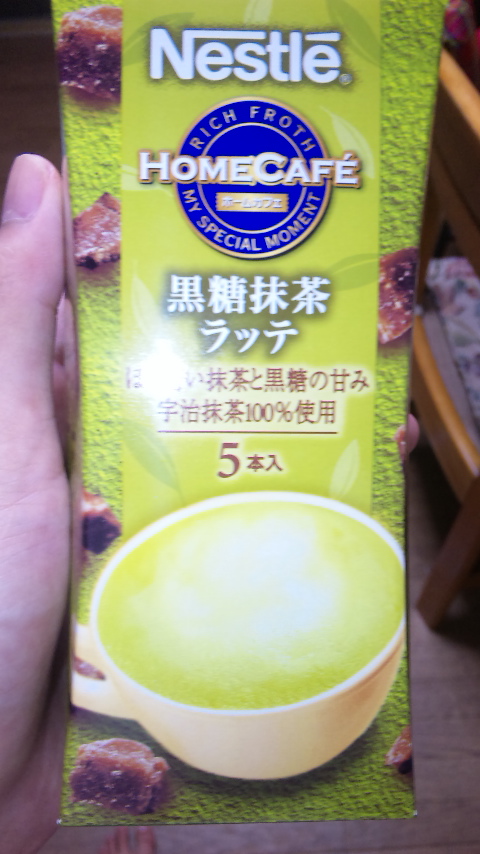 Nestlé
RICH FROTH
HOMECAFÉ
ホームカフェ
MY SPECIAL MOMENT
黒糖抹茶
ラッテ
い抹茶と黒糖の甘み
宇治抹茶100%使用
5本入